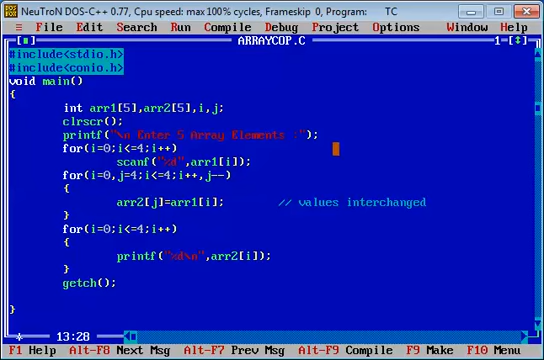 NeuTroN DOS-C++ 0.77, Cpu speed: max 100% cycles, Frameskip 0, Program: TC
≡ File Edit Search Run Compile Debug Project Options Window Help
[■] ARRAYCOP.C 1=[↕]
#include<stdio.h>
#include<conio.h>
void main()
{
int arr1[5],arr2[5],i,j;
clrscr();
printf("\n Enter 5 Array Elements :");
for(i=0;i<=4;i++)
scanf("%d",arr1[i]);
for(i=0,j=4;i<=4;i++,j--)
{
arr2[j]=arr1[i]; // values interchanged
}
for(i=0;i<=4;i++)
{
printf("%d\n",arr2[i]);
}
getch();
}
* 13:28
F1 Help Alt-F8 Next Msg Alt-F7 Prev Msg Alt-F9 Compile F9 Make F10 Menu